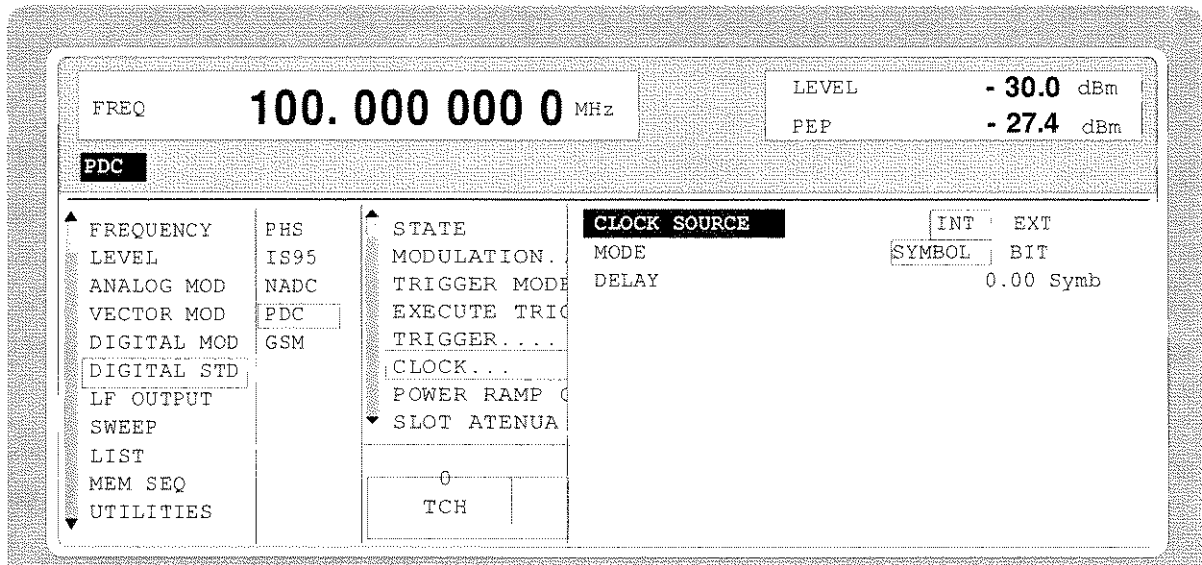 FREQ 100. 000 000 0 MHz
LEVEL - 30.0 dBm
PEP - 27.4 dBm
PDC
FREQUENCY
LEVEL
ANALOG MOD
VECTOR MOD
DIGITAL MOD
DIGITAL STD
LF OUTPUT
SWEEP
LIST
MEM SEQ
UTILITIES
PHS
IS95
NADC
PDC
GSM
STATE
MODULATION.
TRIGGER MODE
EXECUTE TRIG
TRIGGER....
CLOCK...
POWER RAMP C
SLOT ATENUA
0
TCH
CLOCK SOURCE INT EXT
MODE SYMBOL BIT
DELAY 0.00 Symb